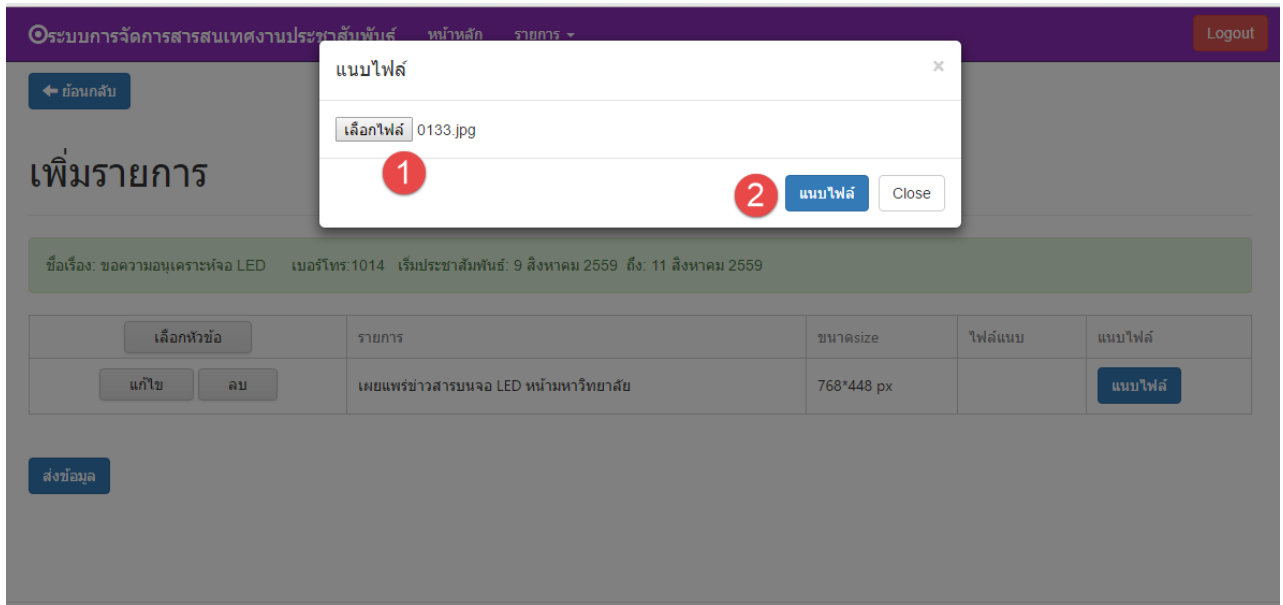 ระบบการจัดการสารสนเทศงานประชาสัมพันธ์ หน้าหลัก รายการ Logout
แนบไฟล์ ×
ย้อนกลับ
เลือกไฟล์ 0133.jpg
เพิ่มรายการ
1
2 แนบไฟล์ Close
ชื่อเรื่อง: ขอความอนุเคราะห์จอ LED เบอร์โทร:1014 เริ่มประชาสัมพันธ์: 9 สิงหาคม 2559 ถึง: 11 สิงหาคม 2559
เลือกหัวข้อ รายการ ขนาดsize ไฟล์แนบ แนบไฟล์
แก้ไข ลบ เผยแพร่ข่าวสารบนจอ LED หน้ามหาวิทยาลัย 768*448 px แนบไฟล์
ส่งข้อมูล